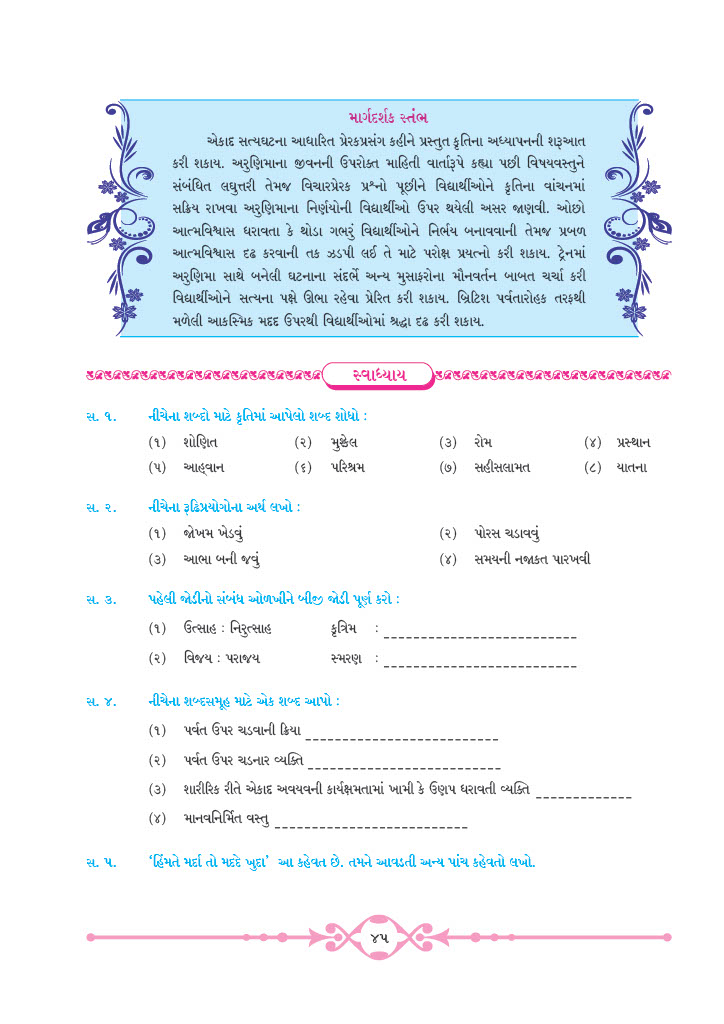 માર્ગદર્શક સ્તંભ
એકાદ સત્યઘટના આધારિત પ્રેરકપ્રસંગ કહીને પ્રસ્તુત કૃતિના અધ્યાપનની શરૂઆત
કરી શકાય. અરુણિમાના જીવનની ઉપરોક્ત માહિતી વાર્તારૂપે કહ્યા પછી વિષયવસ્તુને
સંબંધિત લઘુત્તરી તેમજ વિચારપ્રેરક પ્રશ્નો પૂછીને વિદ્યાર્થીઓને કૃતિના વાંચનમાં
સક્રિય રાખવા અરુણિમાના નિર્ણયોની વિદ્યાર્થીઓ ઉપર થયેલી અસર જાણવી. ઓછો
આત્મવિશ્વાસ ધરાવતા કે થોડા ગભરું વિદ્યાર્થીઓને નિર્ભય બનાવવાની તેમજ પ્રબળ
આત્મવિશ્વાસ દૃઢ કરવાની તક ઝડપી લઈ તે માટે પરોક્ષ પ્રયત્નો કરી શકાય. ટ્રેનમાં
અરુણિમા સાથે બનેલી ઘટનાના સંદર્ભે અન્ય મુસાફરોના મૌનવર્તન બાબત ચર્ચા કરી
વિદ્યાર્થીઓને સત્યના પક્ષે ઊભા રહેવા પ્રેરિત કરી શકાય. બ્રિટિશ પર્વતારોહક તરફથી
મળેલી આકસ્મિક મદદ ઉપરથી વિદ્યાર્થીઓમાં શ્રદ્ધા દૃઢ કરી શકાય.
સ્વાધ્યાય
સ. ૧. નીચેના શબ્દો માટે કૃતિમાં આપેલો શબ્દ શોધો :
(૧) શોણિત (૨) મુશ્કેલ (૩) રોમ (૪) પ્રસ્થાન
(૫) આહ્‌વાન (૬) પરિશ્રમ (૭) સહીસલામત (૮) યાતના
સ. ૨. નીચેના રૂઢિપ્રયોગોના અર્થ લખો :
(૧) જોખમ ખેડવું (૨) પોરસ ચડાવવું
(૩) આભા બની જવું (૪) સમયની નજાકત પારખવી
સ. ૩. પહેલી જોડીનો સંબંધ ઓળખીને બીજી જોડી પૂર્ણ કરો :
(૧) ઉત્સાહ : નિરુત્સાહ કૃત્રિમ : __________________________
(૨) વિજય : પરાજય સ્મરણ : __________________________
સ. ૪. નીચેના શબ્દસમૂહ માટે એક શબ્દ આપો :
(૧) પર્વત ઉપર ચડવાની ક્રિયા __________________________
(૨) પર્વત ઉપર ચડનાર વ્યક્તિ __________________________
(૩) શારીરિક રીતે એકાદ અવયવની કાર્યક્ષમતામાં ખામી કે ઉણપ ધરાવતી વ્યક્તિ _____________
(૪) માનવનિર્મિત વસ્તુ __________________________
સ. ૫. ‘હિંમતે મર્દા તો મદદે ખુદા’ આ કહેવત છે. તમને આવડતી અન્ય પાંચ કહેવતો લખો.
૪૫